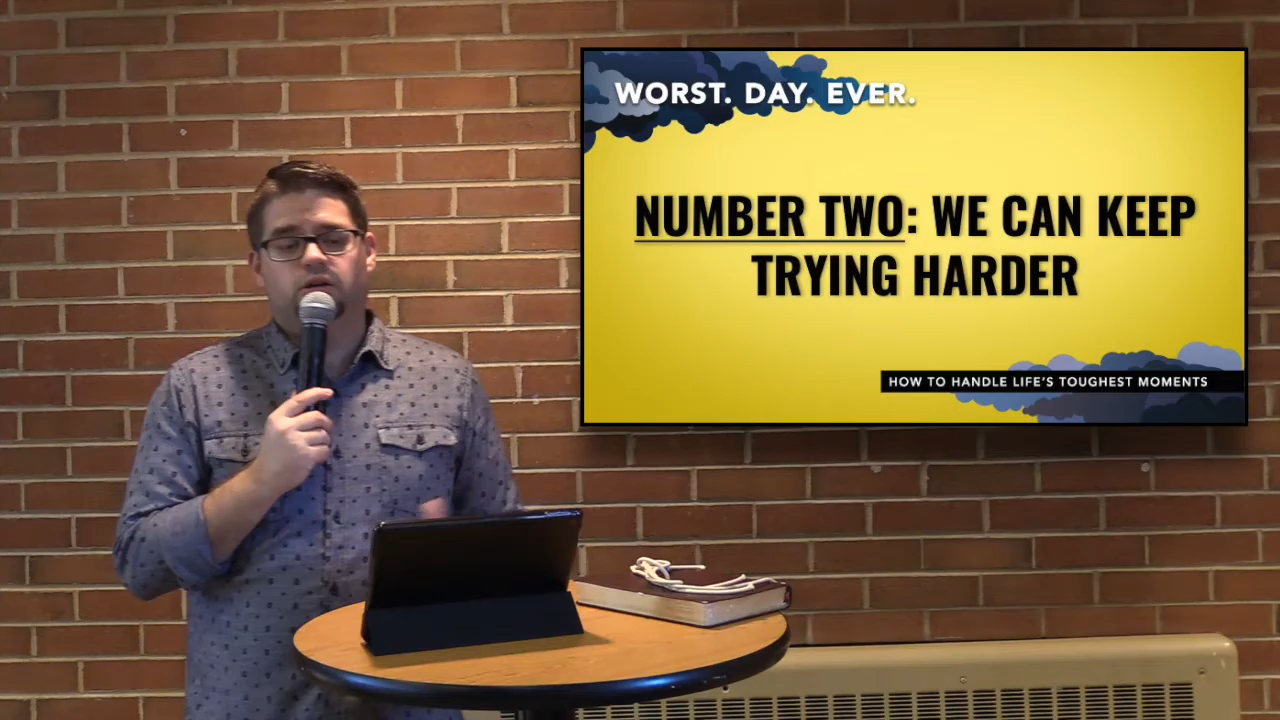 WORST. DAY. EVER.
NUMBER TWO: WE CAN KEEP
TRYING HARDER
HOW TO HANDLE LIFE'S TOUGHEST MOMENTS